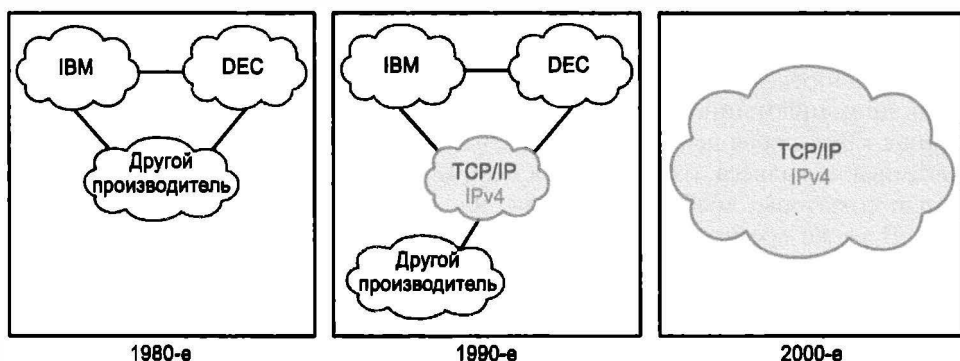 IBM
DEC
Другой
производитель
1980-е
IBM
DEC
TCP/IP
IPv4
Другой
производитель
1990-е
TCP/IP
IPv4
2000-е